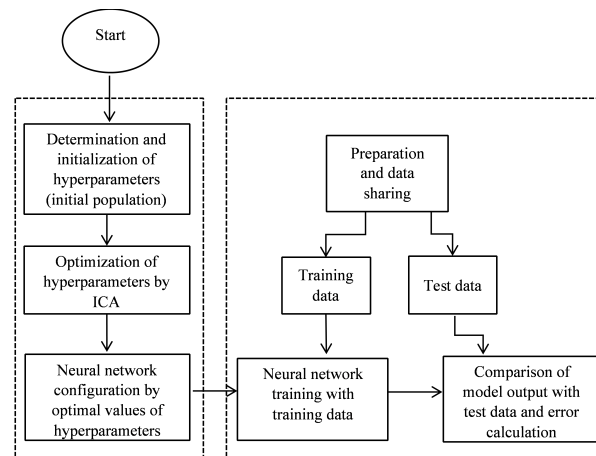 Start
Determination and
initialization of
hyperparameters
(initial population)
Optimization of
hyperparameters by
ICA
Neural network
configuration by
optimal values of
hyperparameters
Preparation
and data
sharing
Training
data
Test data
Neural network
training with
training data
Comparison of
model output with
test data and error
calculation